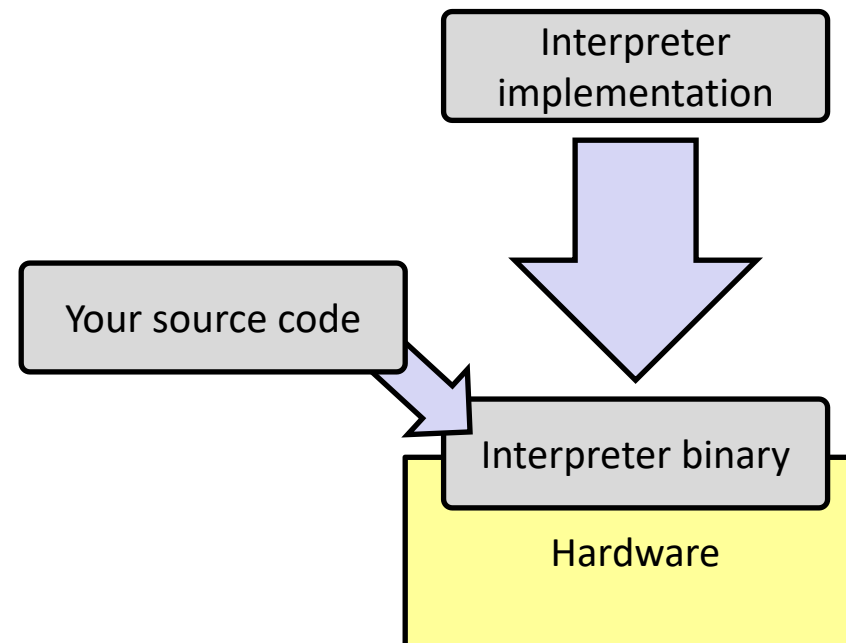 Interpreter
implementation
Your source code
Interpreter binary
Hardware